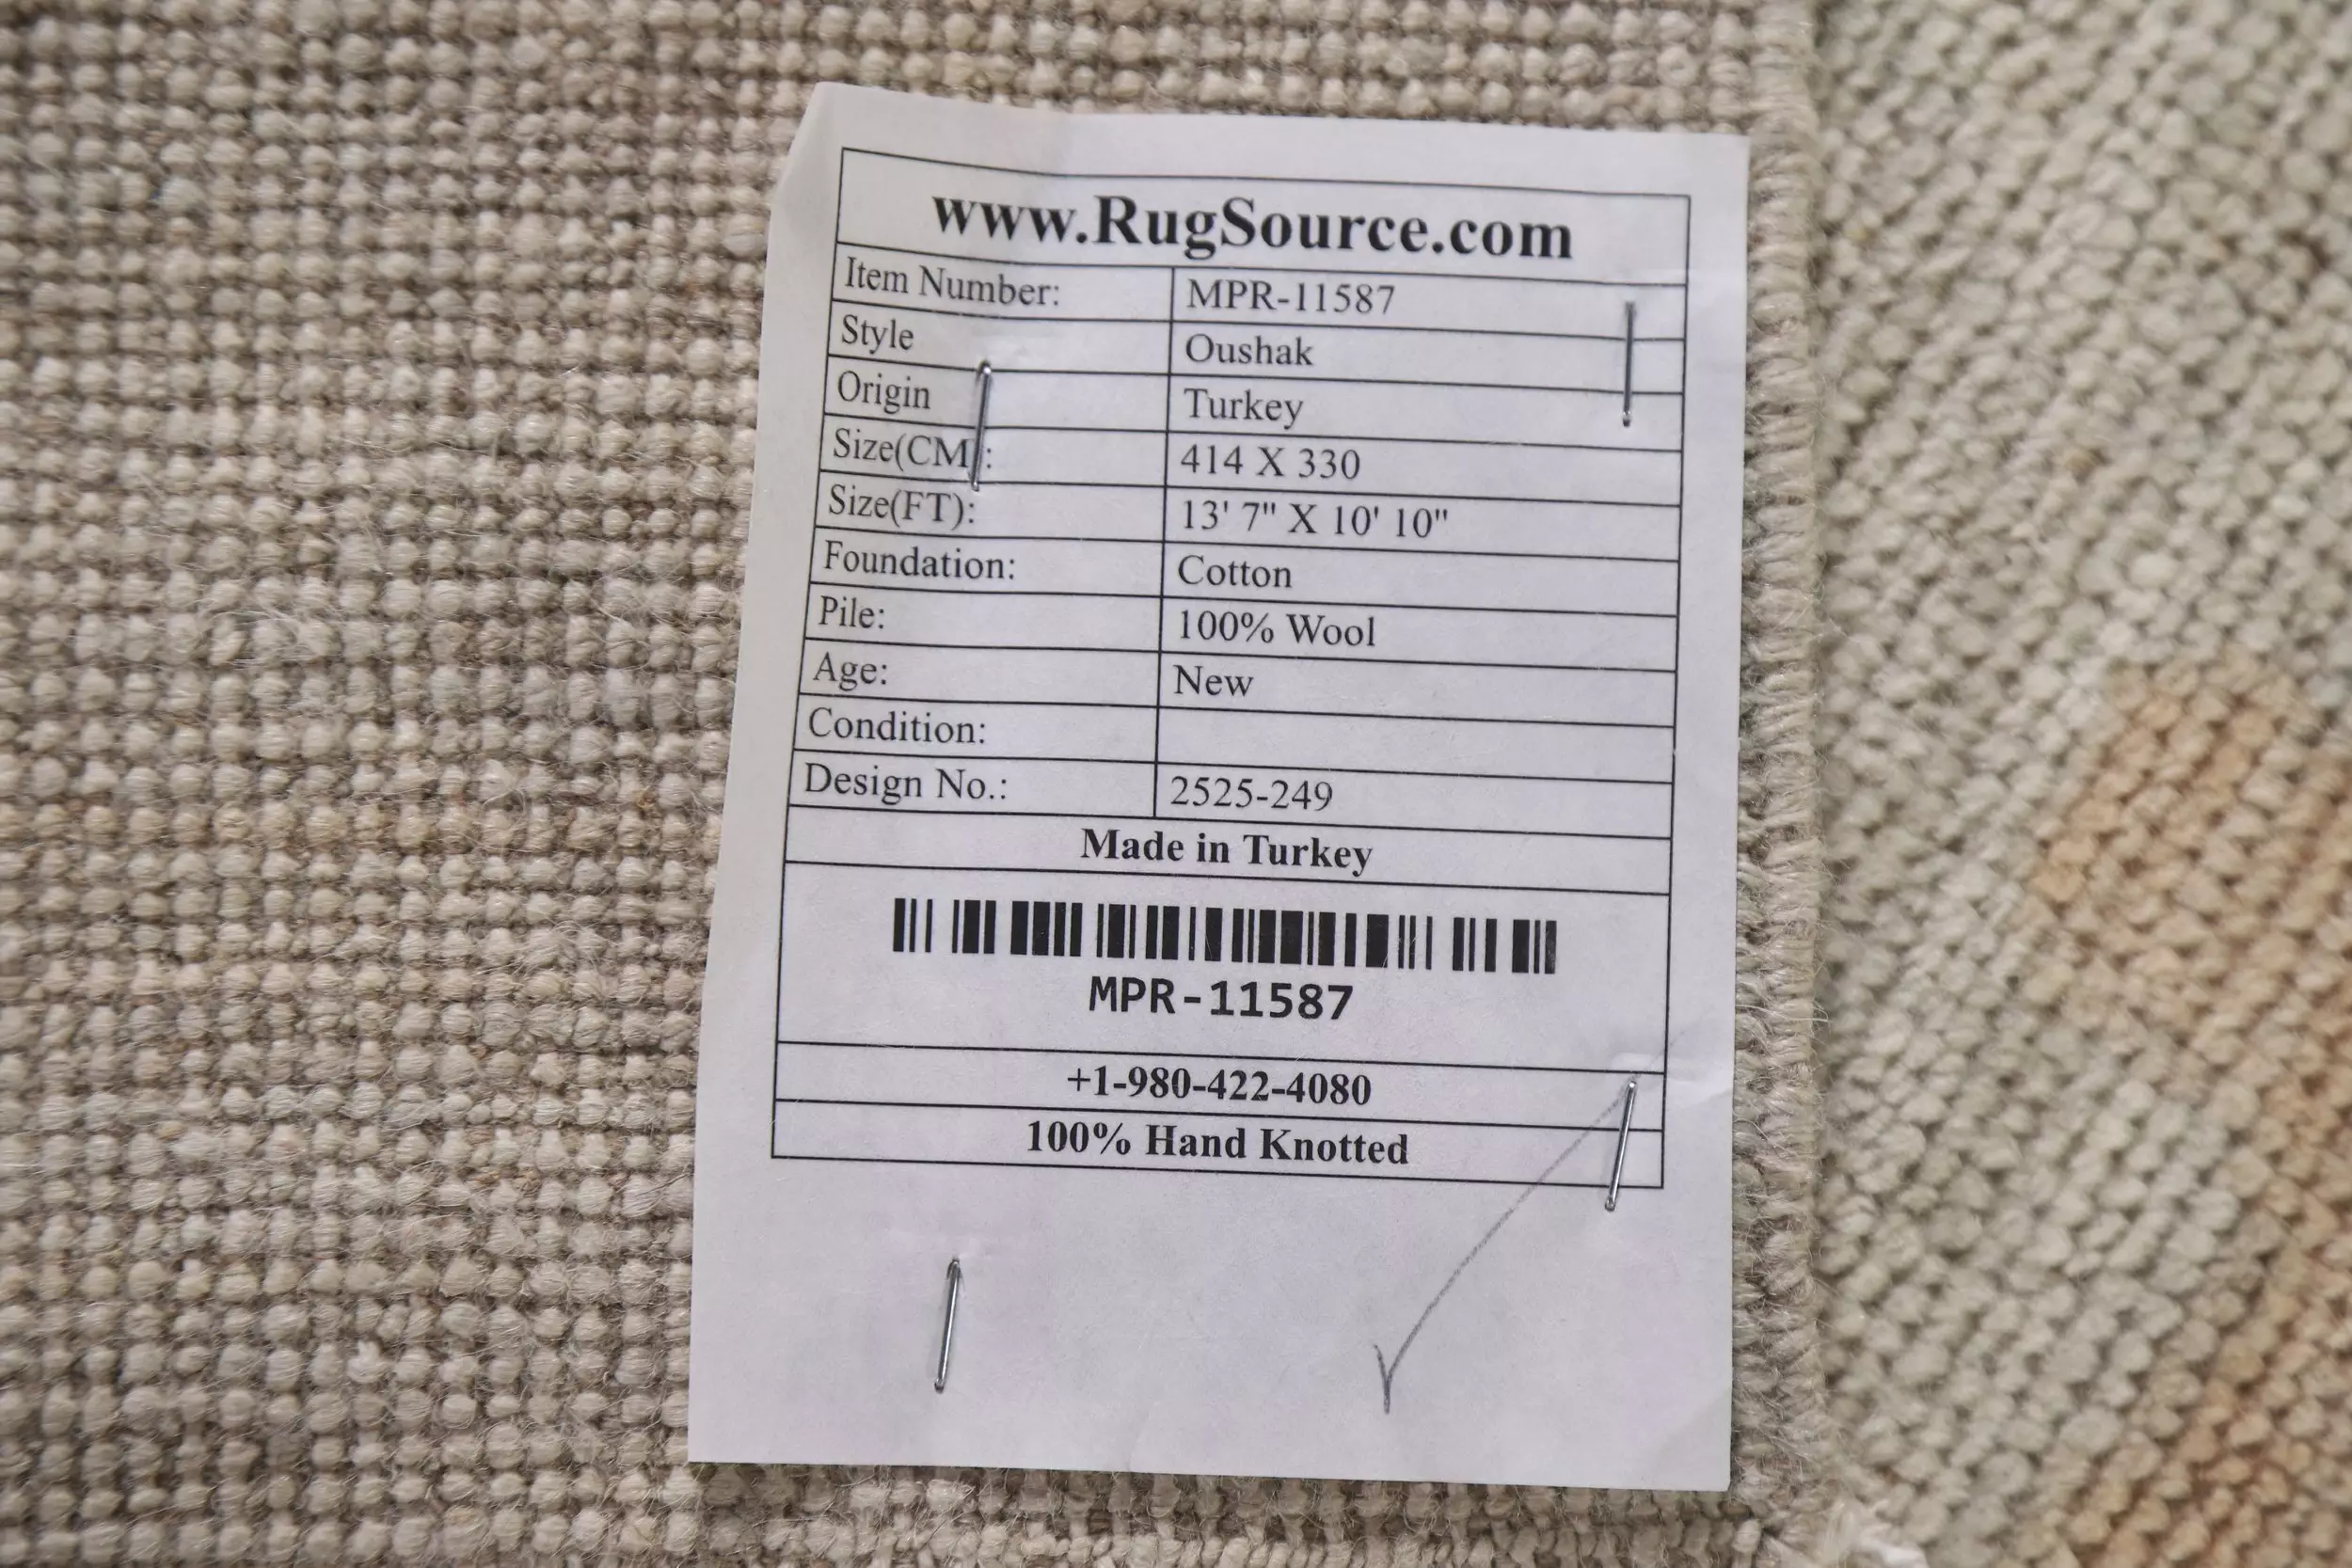 www.RugSource.com
Item Number: MPR-11587
Style Oushak
Origin Turkey
Size(CM): 414 X 330
Size(FT): 13' 7" X 10' 10"
Foundation: Cotton
Pile: 100% Wool
Age: New
Condition:
Design No.: 2525-249
Made in Turkey
MPR-11587
+1-980-422-4080
100% Hand Knotted